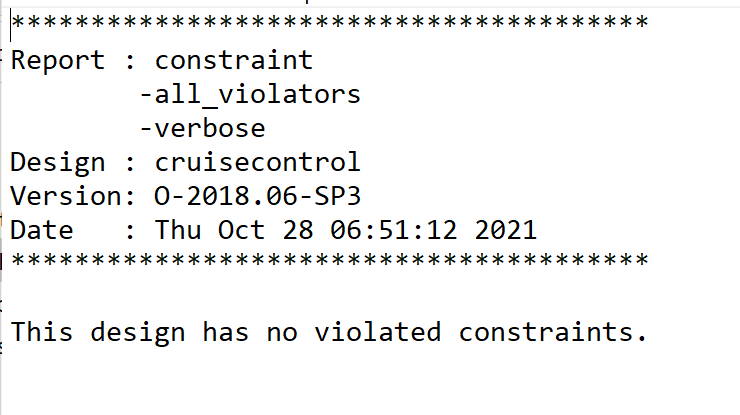 ****************************************
Report : constraint
        -all_violators
        -verbose
Design : cruisecontrol
Version: O-2018.06-SP3
Date   : Thu Oct 28 06:51:12 2021
****************************************
This design has no violated constraints.